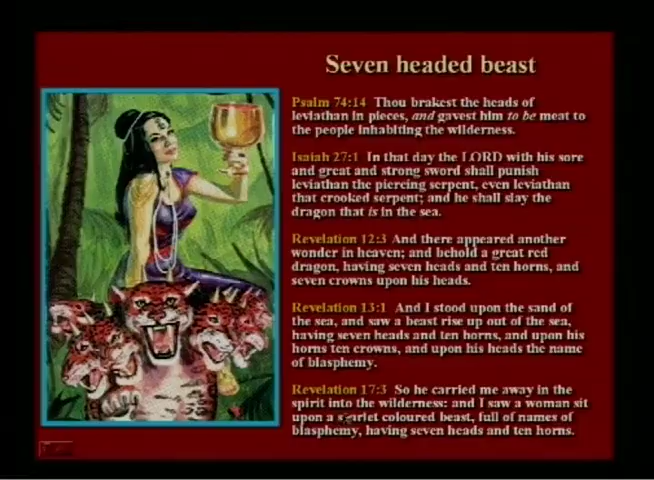 Seven headed beast
Psalm 74:14 Thou brakest the heads of
leviathan in pieces, and gavest him to be meat to
the people inhabiting the wilderness.
Isaiah 27:1 In that day the LORD with his sore
and great and strong sword shall punish
leviathan the piercing serpent, even leviathan
that crooked serpent; and he shall slay the
dragon that is in the sea.
Revelation 12:3 And there appeared another
wonder in heaven; and behold a great red
dragon, having seven heads and ten horns, and
seven crowns upon his heads.
Revelation 13:1 And I stood upon the sand of
the sea, and saw a beast rise up out of the sea,
having seven heads and ten horns, and upon his
horns ten crowns, and upon his heads the name
of blasphemy.
Revelation 17:3 So he carried me away in the
spirit into the wilderness: and I saw a woman sit
upon a scarlet coloured beast, full of names of
blasphemy, having seven heads and ten horns.